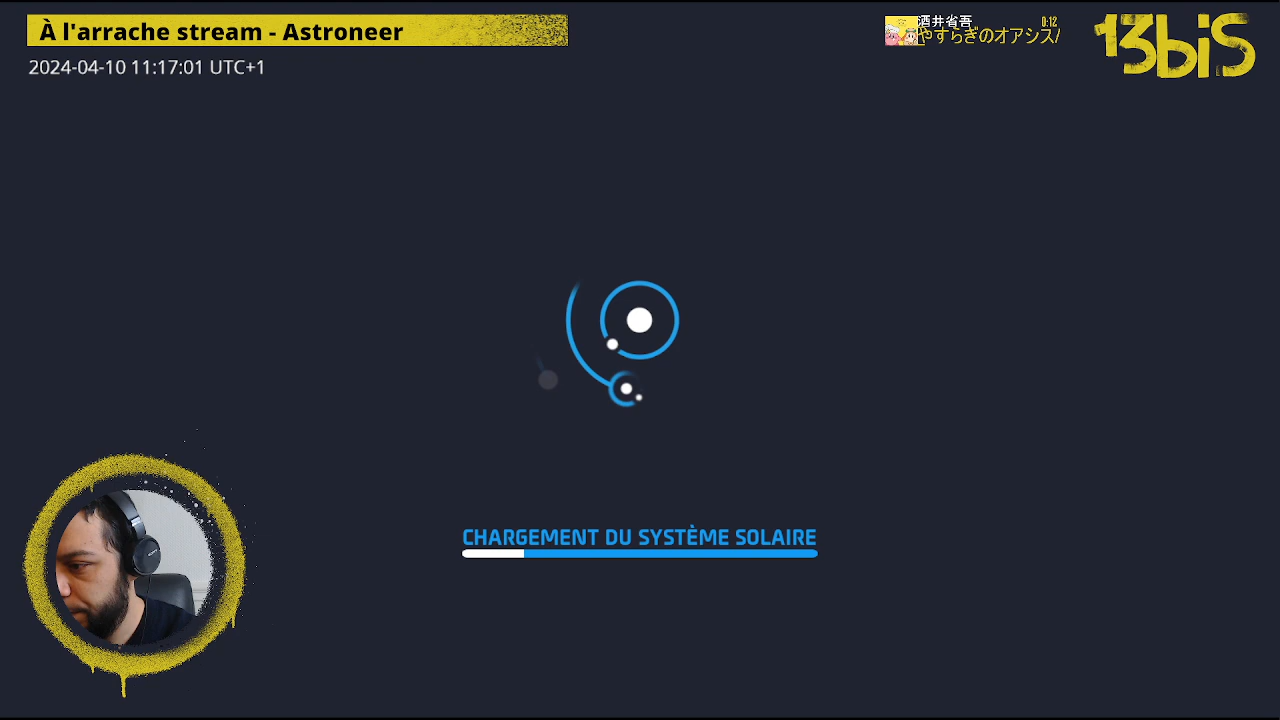 À l'arrache stream - Astroneer
2024-04-10 11:17:01 UTC+1
酒井省吾
0:12
やすらぎのオアシス/
13biS
CHARGEMENT DU SYSTÈME SOLAIRE